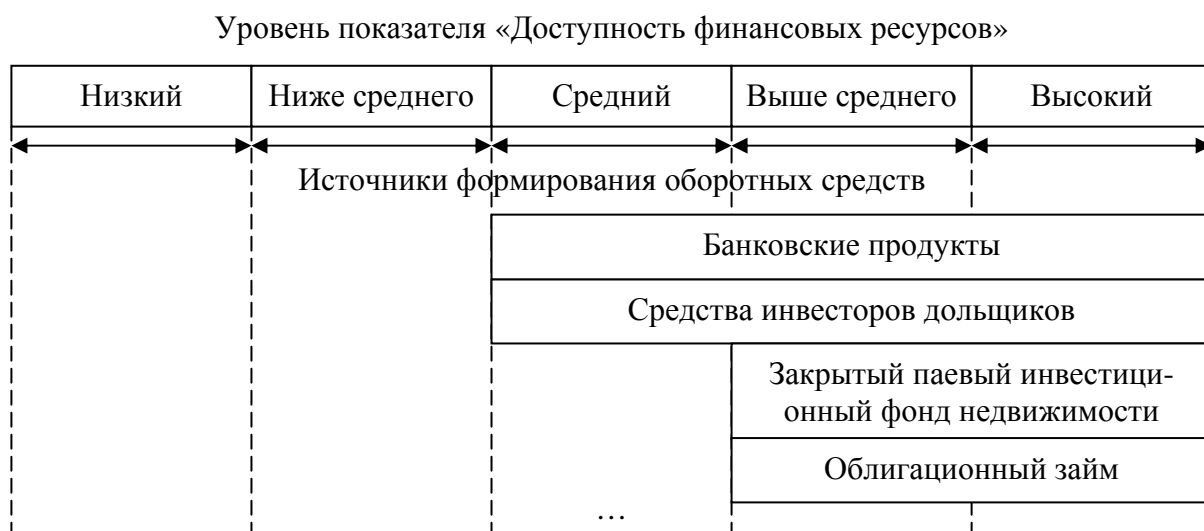 Уровень показателя «Доступность финансовых ресурсов»
Низкий Ниже среднего Средний Выше среднего Высокий
Источники формирования оборотных средств
Банковские продукты
Средства инвесторов дольщиков
Закрытый паевый инвестици-
онный фонд недвижимости
Облигационный займ
...